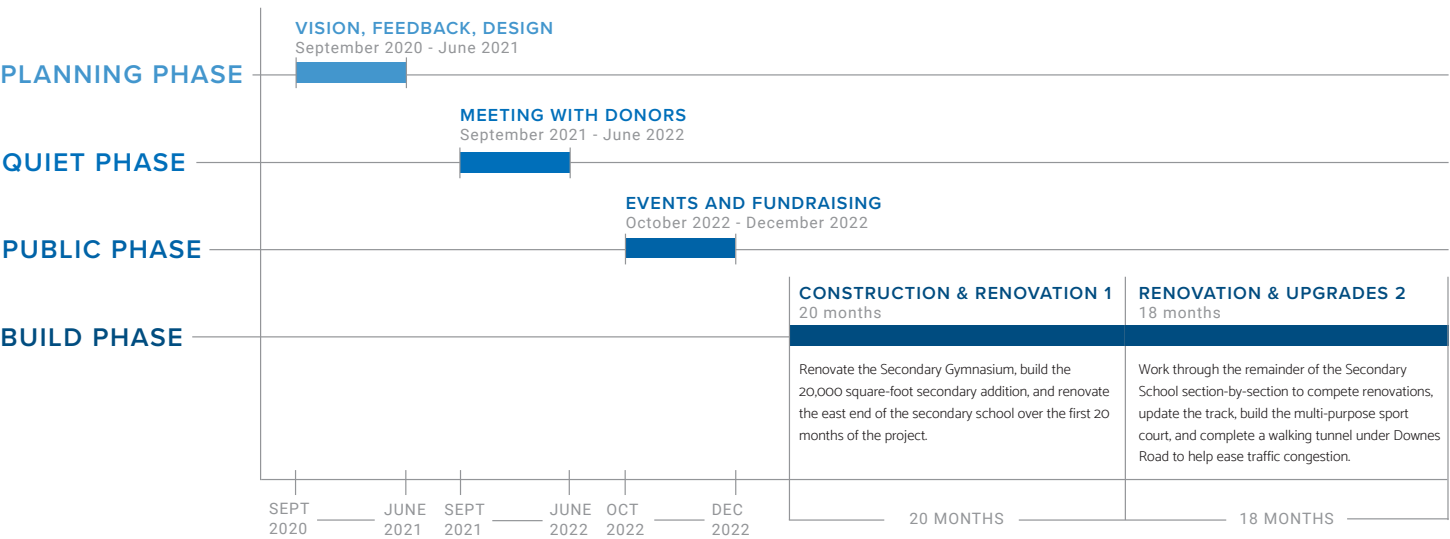 VISION, FEEDBACK, DESIGN
September 2020 - June 2021
PLANNING PHASE
MEETING WITH DONORS
September 2021 - June 2022
QUIET PHASE
EVENTS AND FUNDRAISING
October 2022 - December 2022
PUBLIC PHASE
CONSTRUCTION & RENOVATION 1
20 months
RENOVATION & UPGRADES 2
18 months
BUILD PHASE
Renovate the Secondary Gymnasium, build the
20,000 square-foot secondary addition, and renovate
the east end of the secondary school over the first 20
months of the project.
Work through the remainder of the Secondary
School section-by-section to compete renovations,
update the track, build the multi-purpose sport
court, and complete a walking tunnel under Downes
Road to help ease traffic congestion.
SEPT
2020
JUNE
2021
SEPT
2021
JUNE
2022
OCT
2022
DEC
2022
20 MONTHS
18 MONTHS